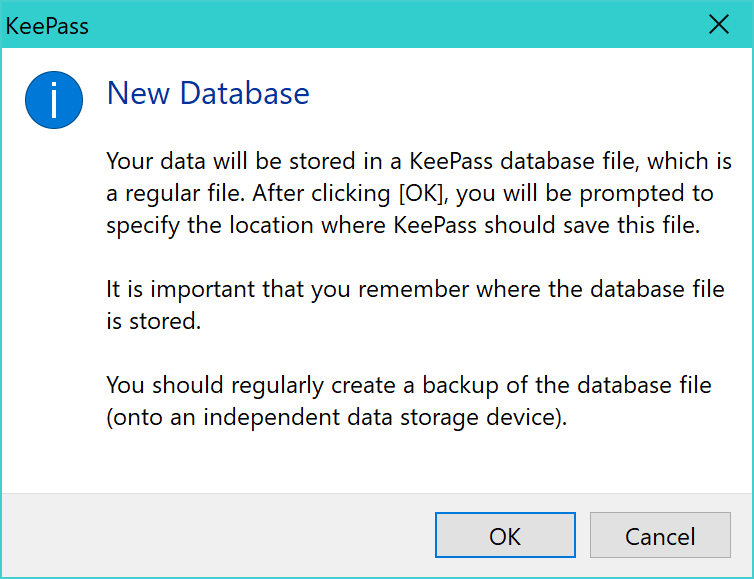 KeePass
New Database
Your data will be stored in a KeePass database file, which is
a regular file. After clicking [OK], you will be prompted to
specify the location where KeePass should save this file.
It is important that you remember where the database file
is stored.
You should regularly create a backup of the database file
(onto an independent data storage device).
OK
Cancel